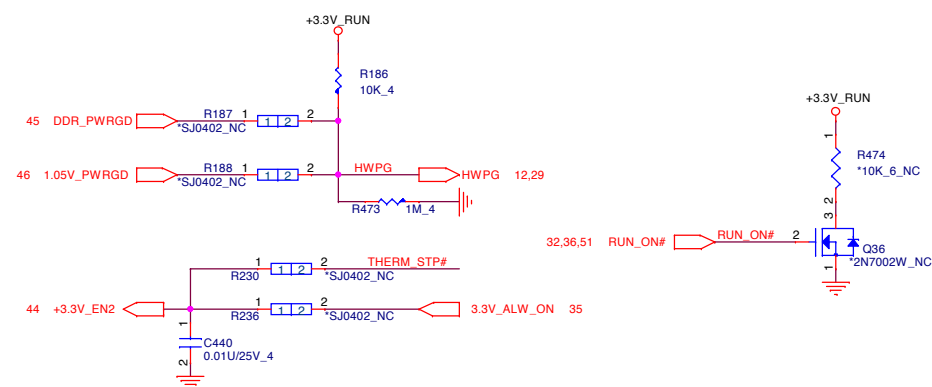 +3.3V_RUN
R186
10K_4
45 DDR_PWRGD
R187
1 1 2 2
*SJ0402_NC
46 1.05V_PWRGD
R188
1 1 2 2
*SJ0402_NC
HWPG
HWPG 12,29
R473 1M_4
+3.3V_RUN
1
R474
*10K_6_NC
2
3
32,36,51 RUN_ON#
RUN_ON#
2
Q36
*2N7002W_NC
1
1 1 2 2
THERM_STP#
R230
*SJ0402_NC
44 +3.3V_EN2
1 1 2 2
R236
*SJ0402_NC
3.3V_ALW_ON 35
1
C440
0.01U/25V_4
2